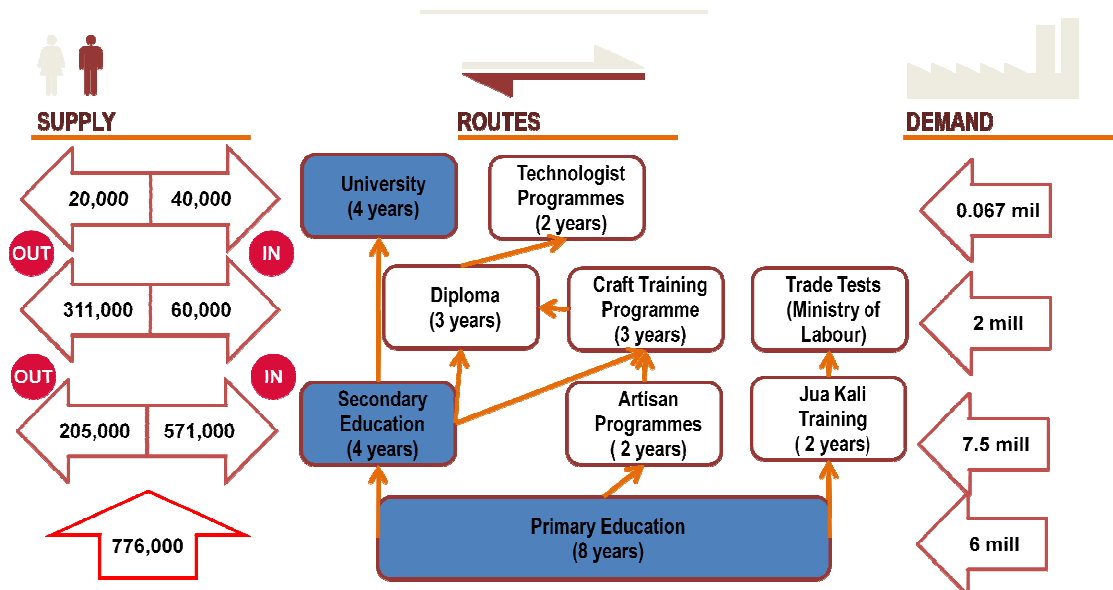 SUPPLY
ROUTES
DEMAND
20,000
40,000
OUT
IN
311,000
60,000
OUT
IN
205,000
571,000
776,000
University
(4 years)
Technologist
Programmes
(2 years)
Diploma
(3 years)
Craft Training
Programme
(3 years)
Trade Tests
(Ministry of
Labour)
Secondary
Education
(4 years)
Artisan
Programmes
( 2 years)
Jua Kali
Training
( 2 years)
Primary Education
(8 years)
0.067 mil
2 mill
7.5 mill
6 mill